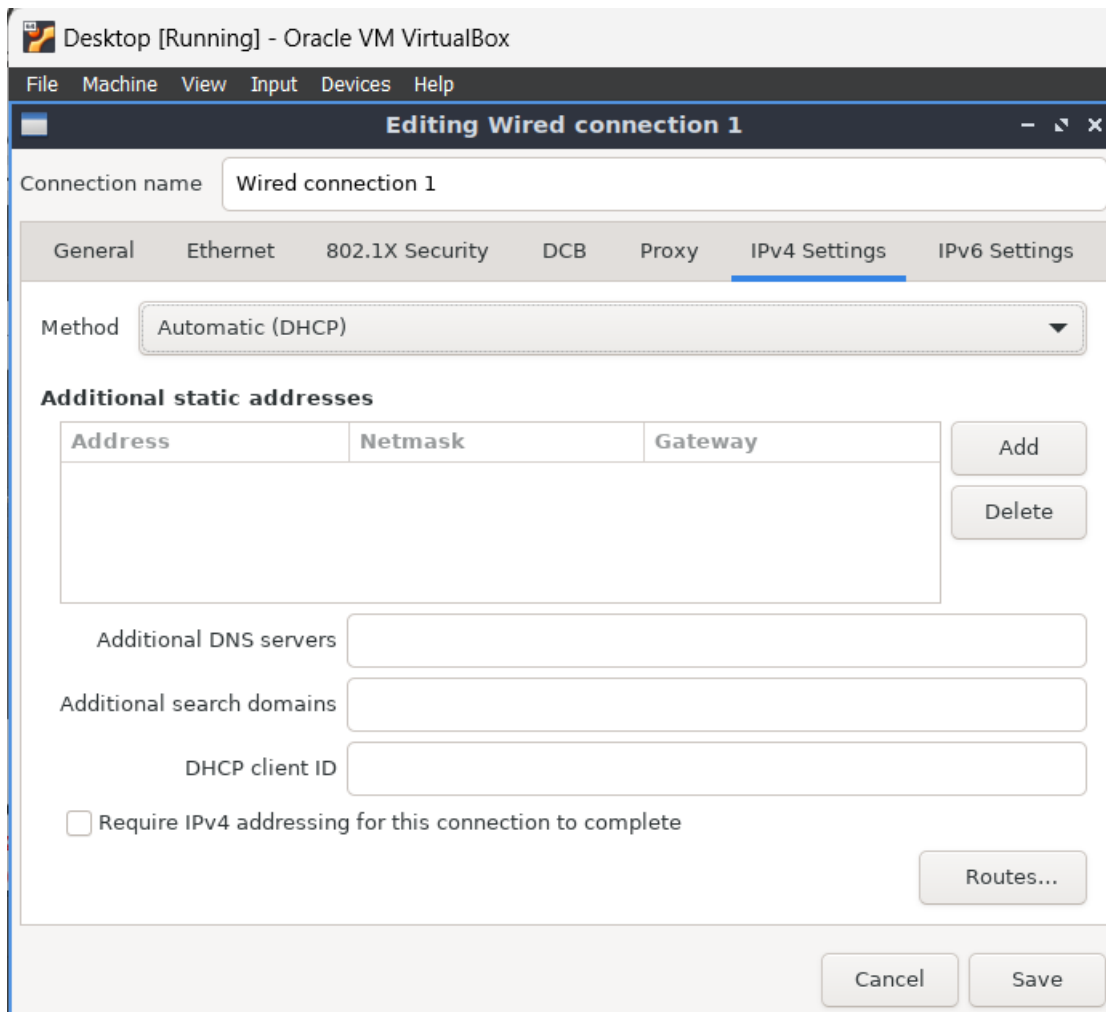 Desktop [Running] - Oracle VM VirtualBox
File Machine View Input Devices Help
Editing Wired connection 1
Connection name Wired connection 1
General Ethernet 802.1X Security DCB Proxy IPv4 Settings IPv6 Settings
Method Automatic (DHCP)
Additional static addresses
Address Netmask Gateway Add
Delete
Additional DNS servers
Additional search domains
DHCP client ID
Require IPv4 addressing for this connection to complete
Routes...
Cancel Save